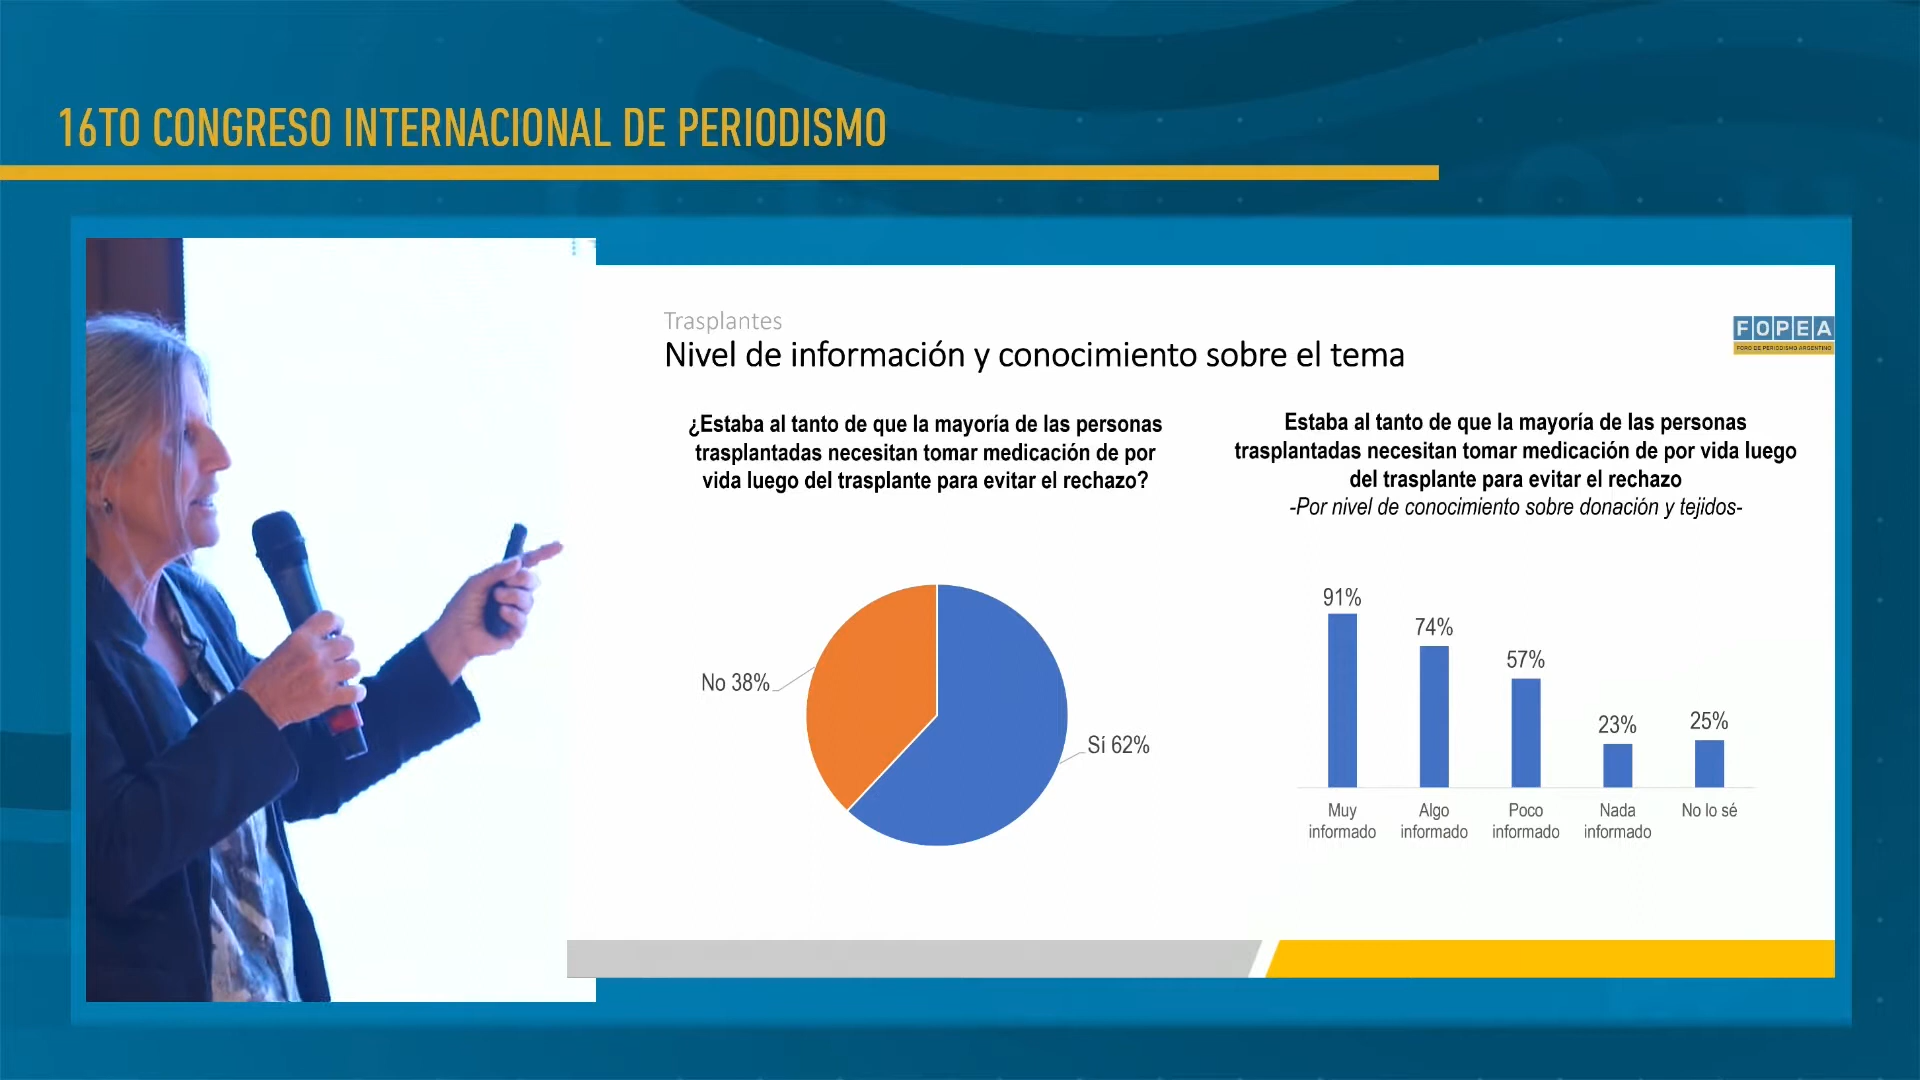 16TO CONGRESO INTERNACIONAL DE PERIODISMO
Trasplantes
Nivel de información y conocimiento sobre el tema
FOPEA
FORO DE PERIODISMO ARGENTINO
¿Estaba al tanto de que la mayoría de las personas
trasplantadas necesitan tomar medicación de por
vida luego del trasplante para evitar el rechazo?
No 38%
Sí 62%
Estaba al tanto de que la mayoría de las personas
trasplantadas necesitan tomar medicación de por vida luego
del trasplante para evitar el rechazo
-Por nivel de conocimiento sobre donación y tejidos-
91%
74%
57%
23%
25%
Muy
informado
Algo
informado
Poco
informado
Nada
informado
No lo sé